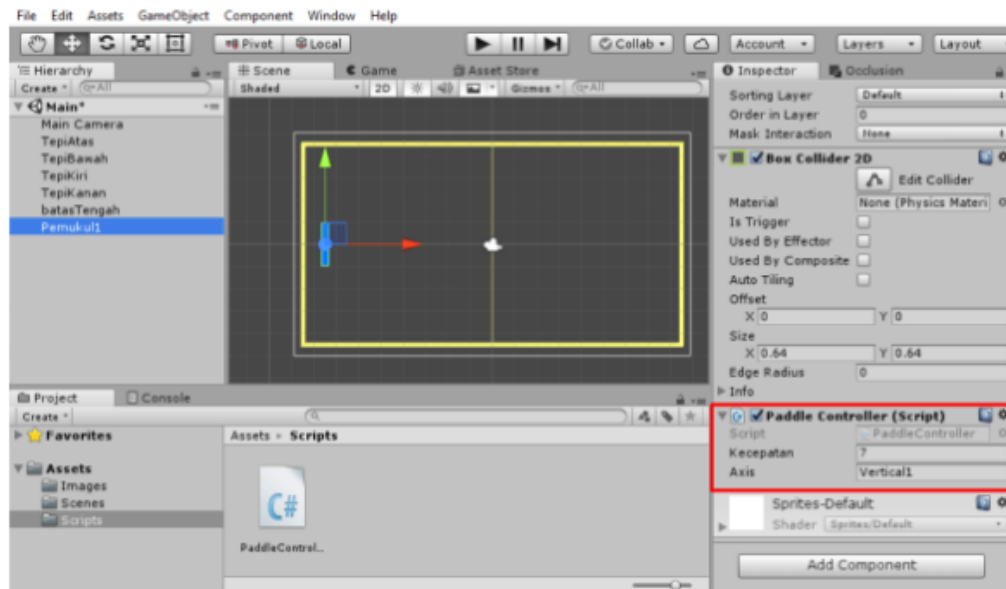 File Edit Assets GameObject Component Window Help
Pivot Local Collab Account Layers Layout
Hierarchy
Create All
Main*
Main Camera
TepiAtas
TepiBawah
TepiKiri
TepiKanan
batasTengah
Pemukul1
Scene Game Asset Store
Shaded 2D Gizmos All
Inspector Occlusion
Sorting Layer Default
Order in Layer 0
Mask Interaction None
Box Collider 2D
Edit Collider
Material None (Physics Materi
Is Trigger
Used By Effector
Used By Composite
Auto Tiling
Offset
X 0 Y 0
Size
X 0.64 Y 0.64
Edge Radius 0
Info
Paddle Controller (Script)
Script PaddleController
Kecepatan 7
Axis Vertical1
Sprites-Default
Shader Sprites/Default
Add Component
Project Console
Create
Favorites
Assets
Images
Scenes
Scripts
Assets Scripts
C#
PaddleControl...